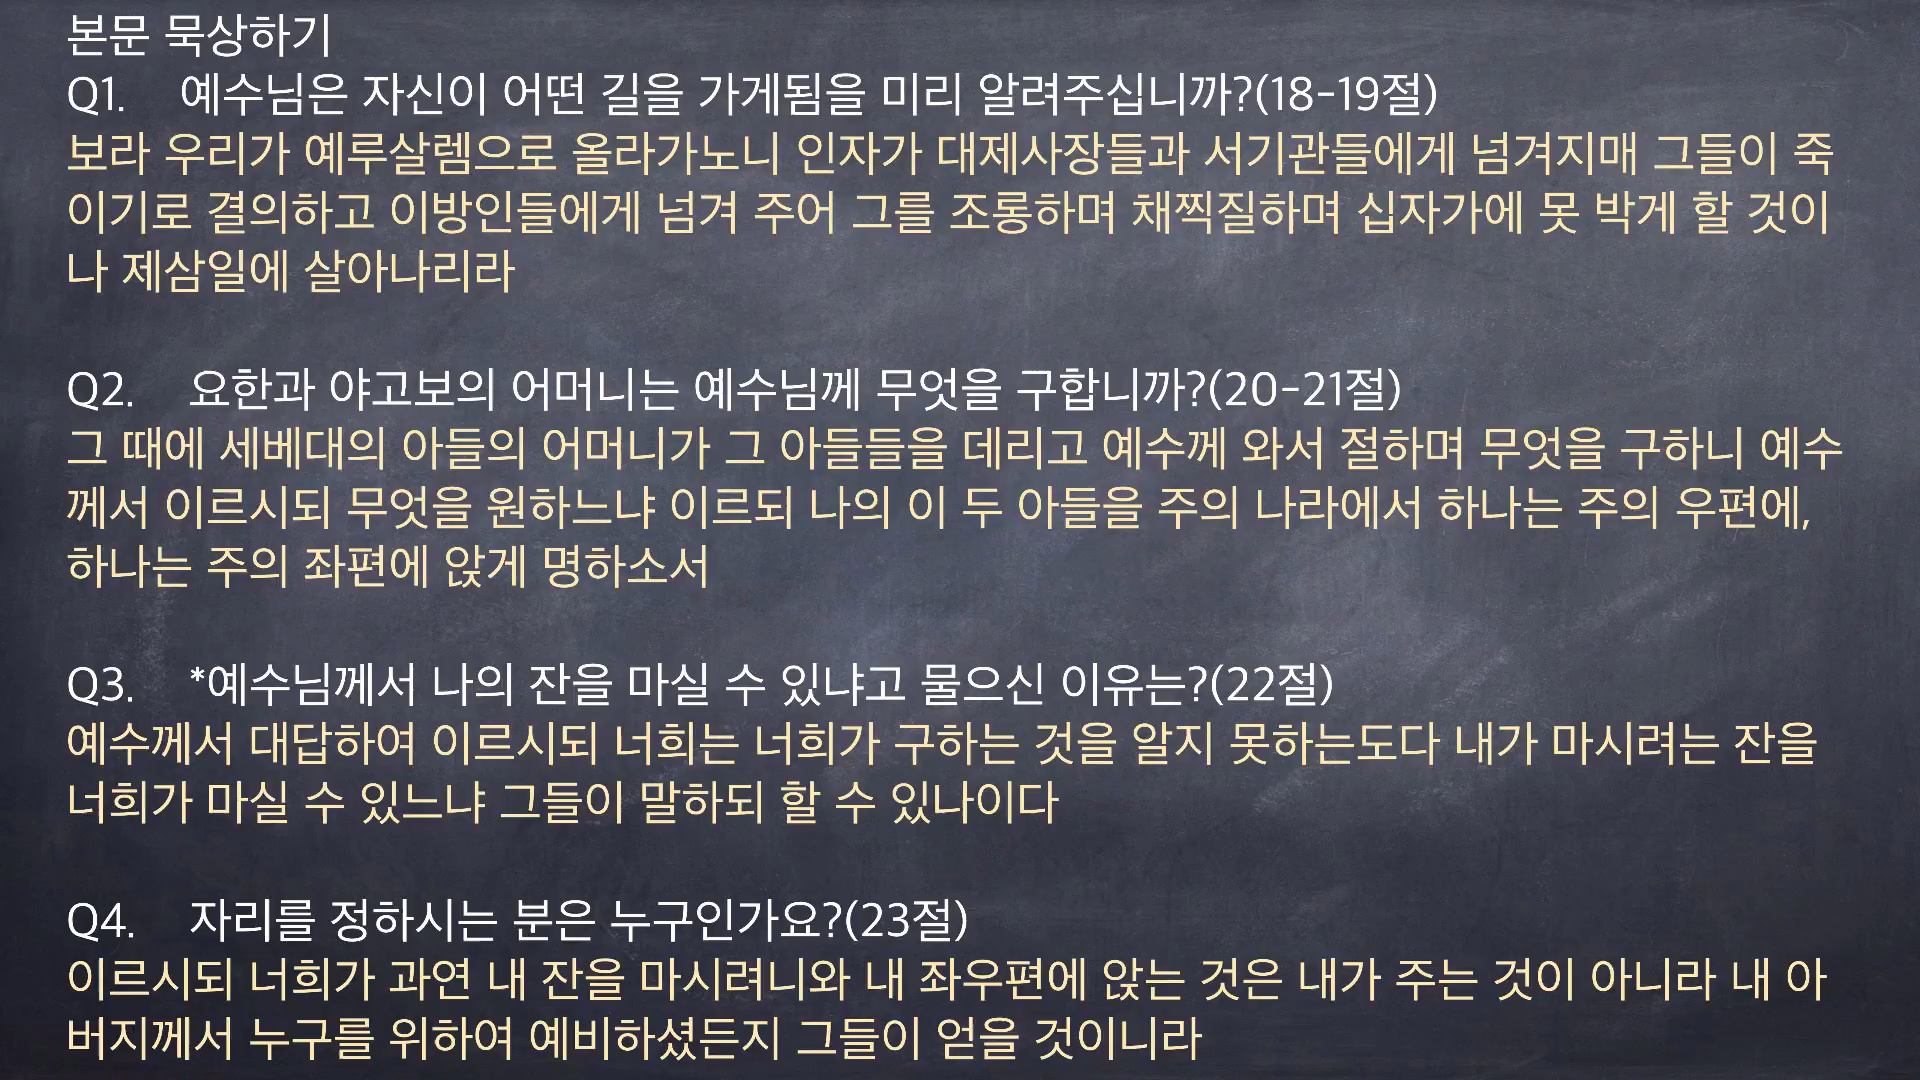 본문 묵상하기
Q1. 예수님은 자신이 어떤 길을 가게됨을 미리 알려주십니까?(18-19절)
보라 우리가 예루살렘으로 올라가노니 인자가 대제사장들과 서기관들에게 넘겨지매 그들이 죽
이기로 결의하고 이방인들에게 넘겨 주어 그를 조롱하며 채찍질하며 십자가에 못 박게 할 것이
나 제삼일에 살아나리라
Q2. 요한과 야고보의 어머니는 예수님께 무엇을 구합니까?(20-21절)
그 때에 세베대의 아들의 어머니가 그 아들들을 데리고 예수께 와서 절하며 무엇을 구하니 예수
께서 이르시되 무엇을 원하느냐 이르되 나의 이 두 아들을 주의 나라에서 하나는 주의 우편에,
하나는 주의 좌편에 앉게 명하소서
Q3. *예수님께서 나의 잔을 마실 수 있냐고 물으신 이유는?(22절)
예수께서 대답하여 이르시되 너희는 너희가 구하는 것을 알지 못하는도다 내가 마시려는 잔을
너희가 마실 수 있느냐 그들이 말하되 할 수 있나이다
Q4. 자리를 정하시는 분은 누구인가요?(23절)
이르시되 너희가 과연 내 잔을 마시려니와 내 좌우편에 앉는 것은 내가 주는 것이 아니라 내 아
버지께서 누구를 위하여 예비하셨든지 그들이 얻을 것이니라